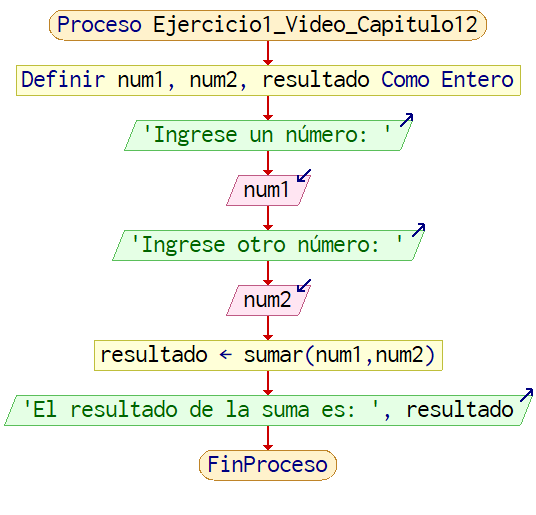 Proceso Ejercicio1_Video_Capitulo12
Definir num1, num2, resultado Como Entero
'Ingrese un número: '
num1
'Ingrese otro número: '
num2
resultado ← sumar(num1,num2)
'El resultado de la suma es: ', resultado
FinProceso